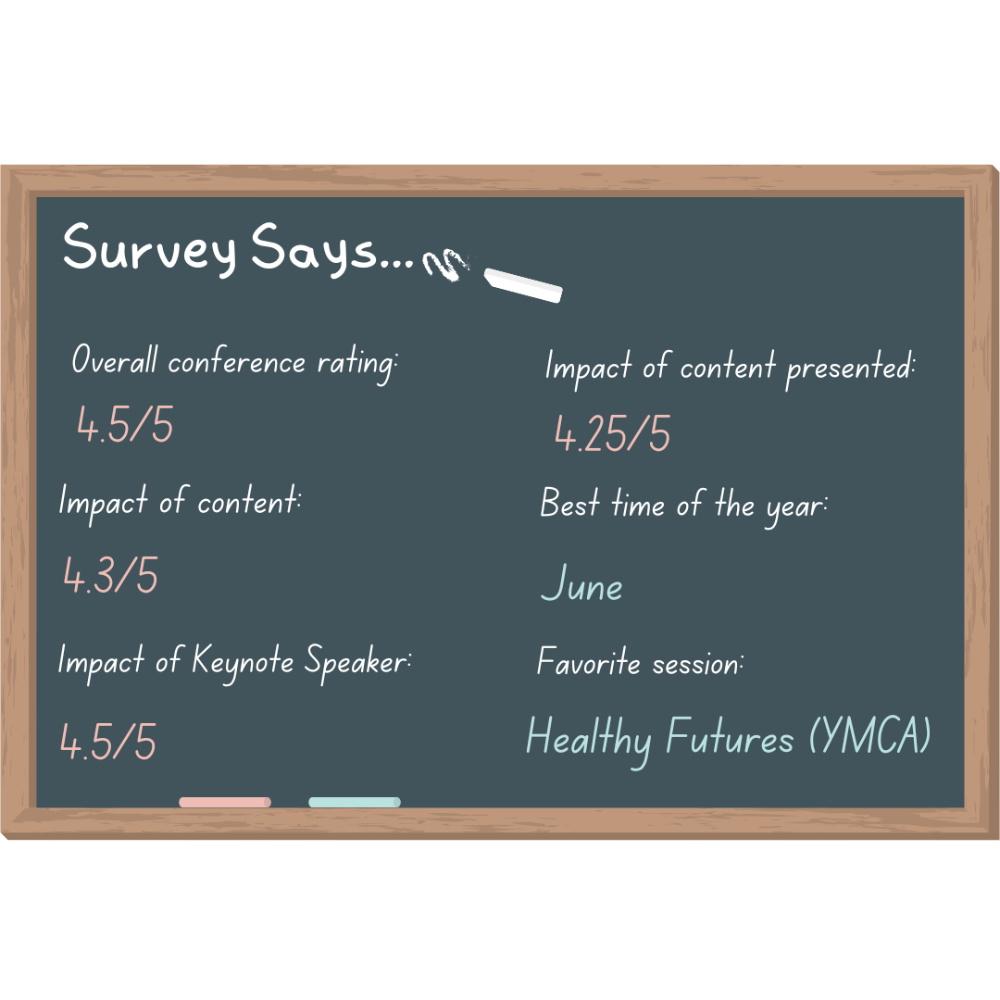 Survey Says...
Overall conference rating:
4.5/5
Impact of content:
4.3/5
Impact of Keynote Speaker:
4.5/5
Impact of content presented:
4.25/5
Best time of the year:
June
Favorite session:
Healthy Futures (YMCA)